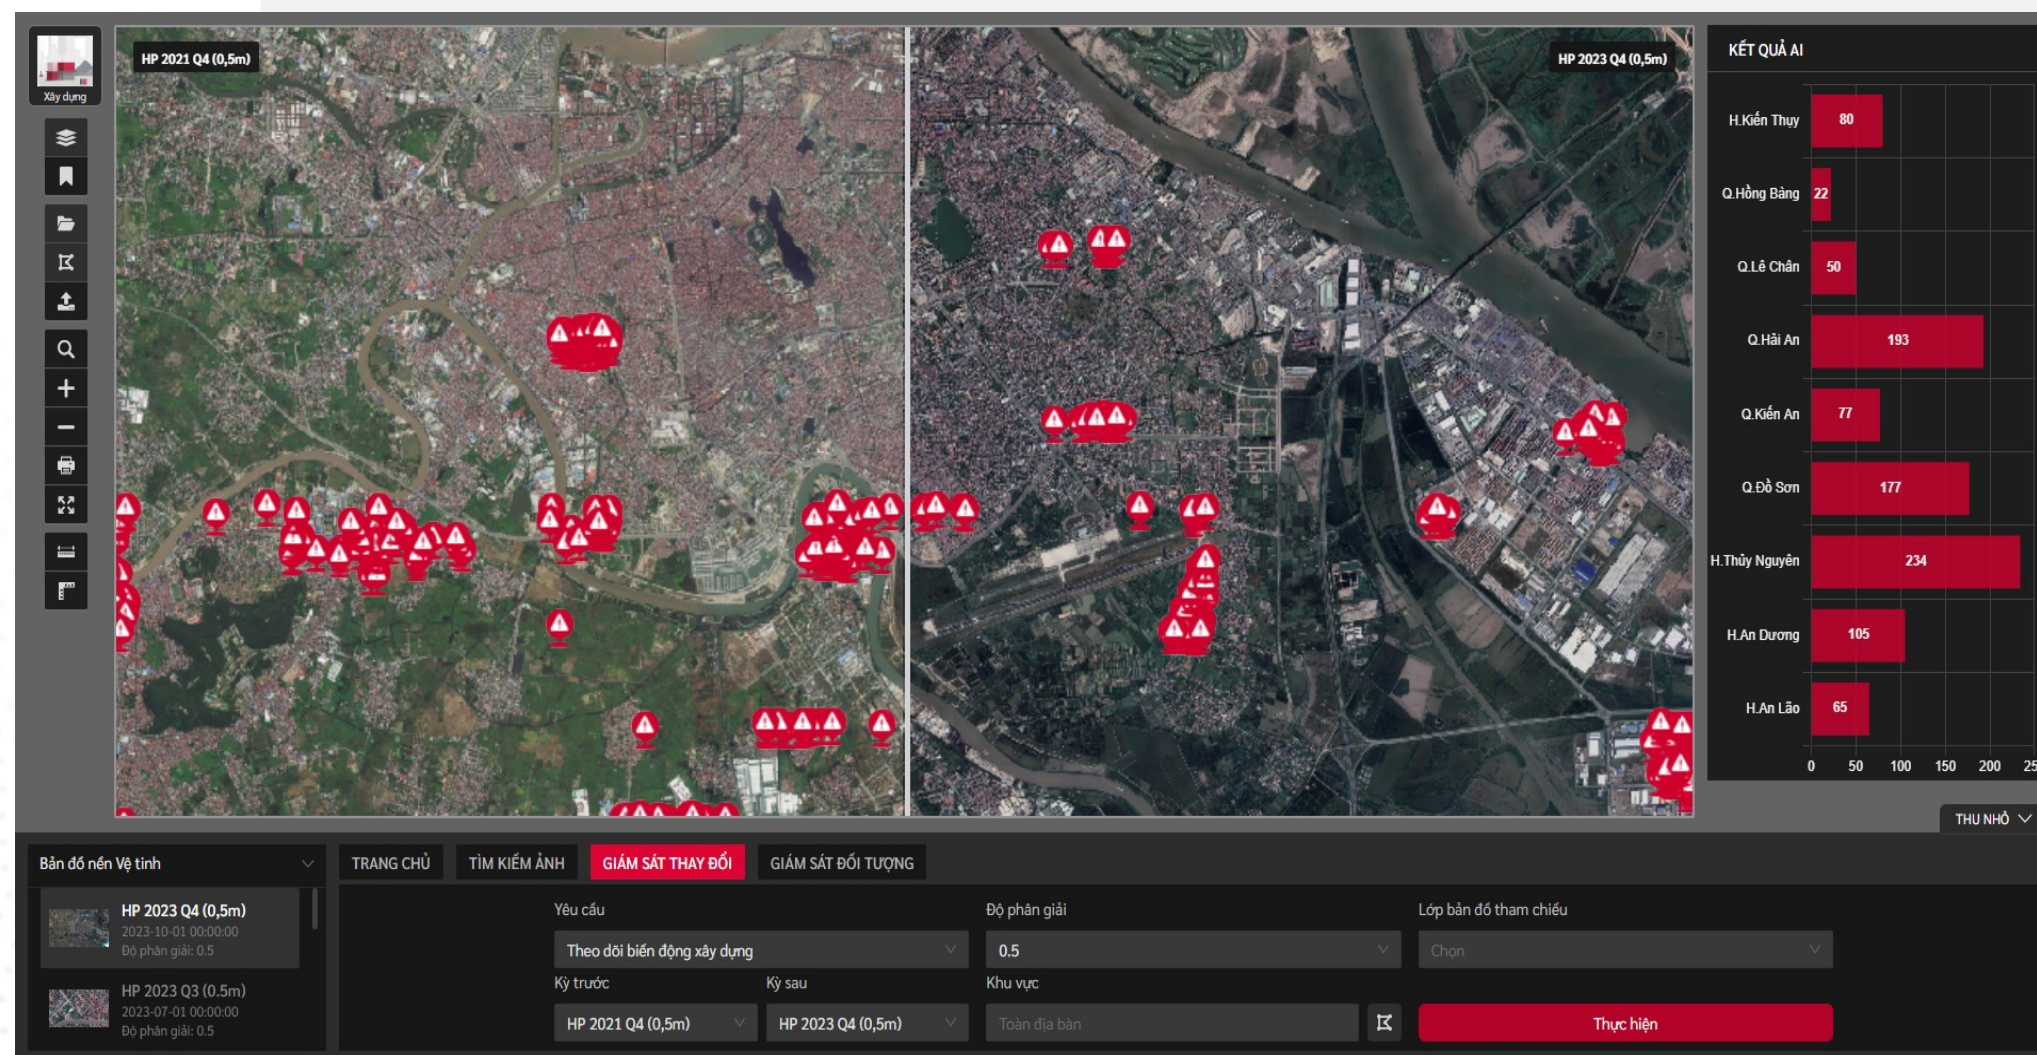 HP 2021 Q4 (0,5m)
HP 2023 Q4 (0,5m)
Xây dựng
KẾT QUẢ AI
H.Kiến Thụy 80
Q.Hồng Bàng 22
Q.Lê Chân 50
Q.Hải An 193
Q.Kiến An 77
Q.Đồ Sơn 177
H.Thủy Nguyên 234
H.An Dương 105
H.An Lão 65
0 50 100 150 200 25
THU NHỎ
Bản đồ nền Vệ tinh
TRANG CHỦ TÌM KIẾM ẢNH GIÁM SÁT THAY ĐỔI GIÁM SÁT ĐỐI TƯỢNG
HP 2023 Q4 (0,5m)
2023-10-01 00:00:00
Độ phân giải: 0.5
HP 2023 Q3 (0.5m)
2023-07-01 00:00:00
Độ phân giải: 0.5
Yêu cầu
Theo dõi biến động xây dựng
Độ phân giải
0.5
Lớp bản đồ tham chiếu
Chọn
Kỳ trước
HP 2021 Q4 (0,5m)
Kỳ sau
HP 2023 Q4 (0,5m)
Khu vực
Toàn địa bàn
Thực hiện